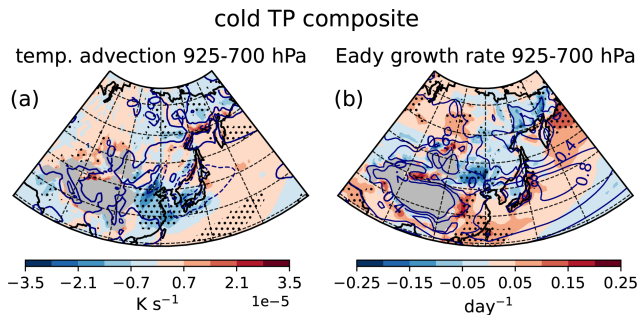 cold TP composite
temp. advection 925-700 hPa
Eady growth rate 925-700 hPa
(a)
(b)
0.4
0.8
−3.5 −2.1 −0.7 0.7 2.1 3.5
K s⁻¹
1e−5
−0.25 −0.15 −0.05 0.05 0.15 0.25
day⁻¹